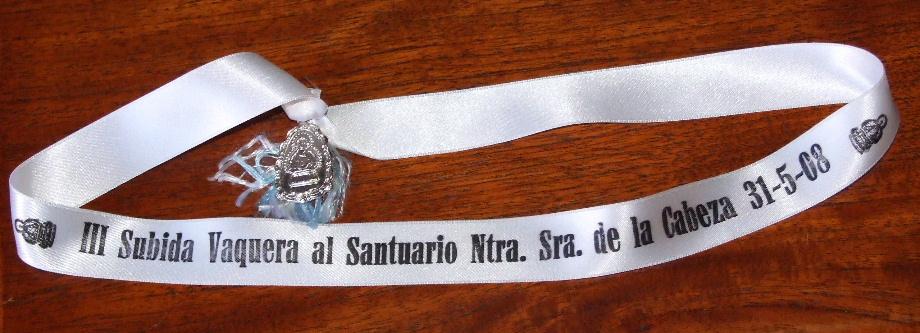 III Subida Vaquera al Santuario Ntra. Sra. de la Cabeza 31-5-08